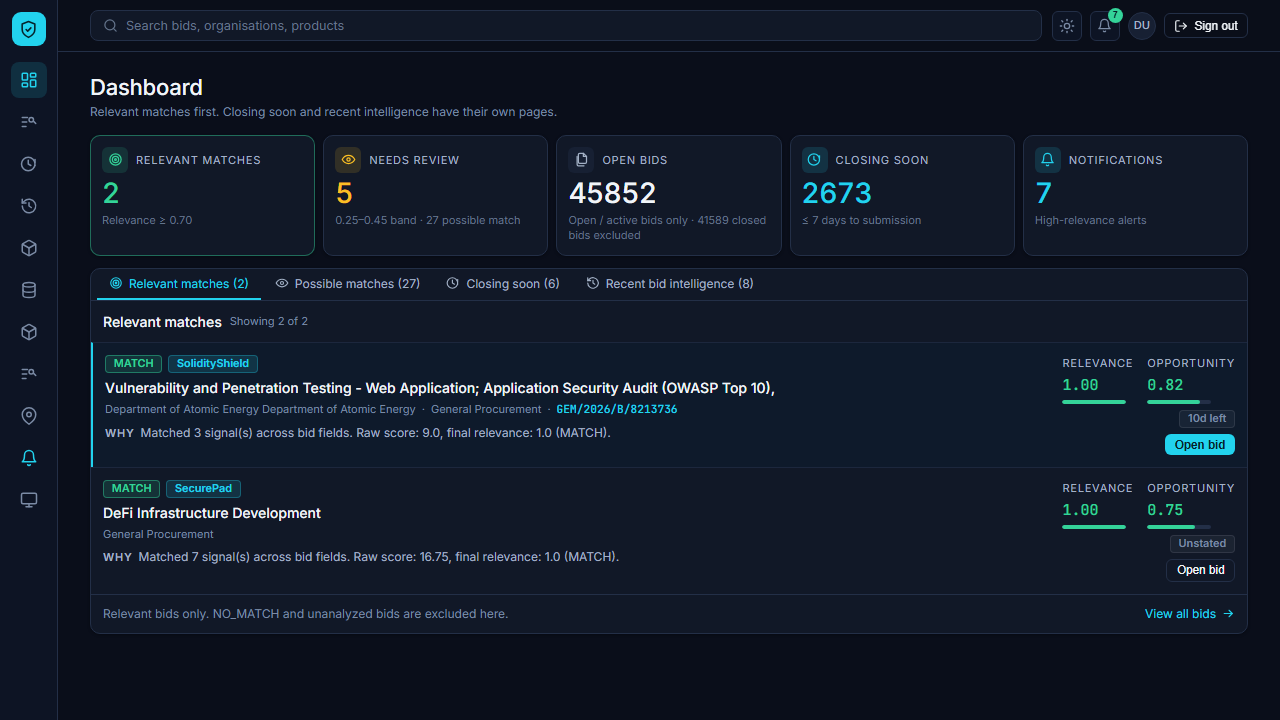 Search bids, organisations, products
7
DU
Sign out
Dashboard
Relevant matches first. Closing soon and recent intelligence have their own pages.
RELEVANT MATCHES
2
Relevance ≥ 0.70
NEEDS REVIEW
5
0.25–0.45 band · 27 possible match
OPEN BIDS
45852
Open / active bids only · 41589 closed
bids excluded
CLOSING SOON
2673
≤ 7 days to submission
NOTIFICATIONS
7
High-relevance alerts
Relevant matches (2)
Possible matches (27)
Closing soon (6)
Recent bid intelligence (8)
Relevant matches Showing 2 of 2
MATCH SolidityShield
Vulnerability and Penetration Testing - Web Application; Application Security Audit (OWASP Top 10),
Department of Atomic Energy Department of Atomic Energy · General Procurement · GEM/2026/B/8213736
WHY Matched 3 signal(s) across bid fields. Raw score: 9.0, final relevance: 1.0 (MATCH).
RELEVANCE OPPORTUNITY
1.00 0.82
10d left
Open bid
MATCH SecurePad
DeFi Infrastructure Development
General Procurement
WHY Matched 7 signal(s) across bid fields. Raw score: 16.75, final relevance: 1.0 (MATCH).
RELEVANCE OPPORTUNITY
1.00 0.75
Unstated
Open bid
Relevant bids only. NO_MATCH and unanalyzed bids are excluded here.
View all bids →